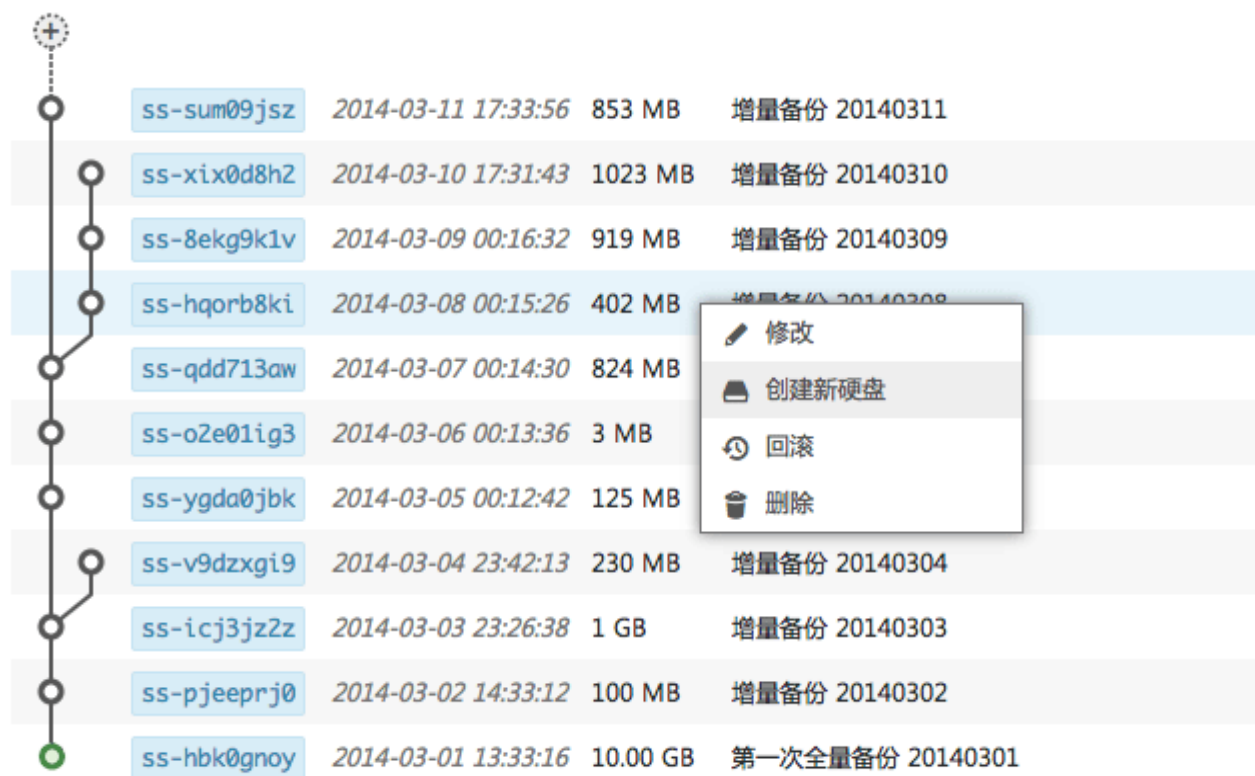 ss-sum09jsz 2014-03-11 17:33:56 853 MB 增量备份 20140311
ss-xix0d8h2 2014-03-10 17:31:43 1023 MB 增量备份 20140310
ss-8ekg9k1v 2014-03-09 00:16:32 919 MB 增量备份 20140309
ss-hqorb8ki 2014-03-08 00:15:26 402 MB 增量备份 20140308
修改
ss-qdd713aw 2014-03-07 00:14:30 824 MB
创建新硬盘
ss-o2e01ig3 2014-03-06 00:13:36 3 MB
回滚
ss-ygda0jbk 2014-03-05 00:12:42 125 MB
删除
ss-v9dzxgi9 2014-03-04 23:42:13 230 MB 增量备份 20140304
ss-icj3jz2z 2014-03-03 23:26:38 1 GB 增量备份 20140303
ss-pjeeprj0 2014-03-02 14:33:12 100 MB 增量备份 20140302
ss-hbk0gnoy 2014-03-01 13:33:16 10.00 GB 第一次全量备份 20140301